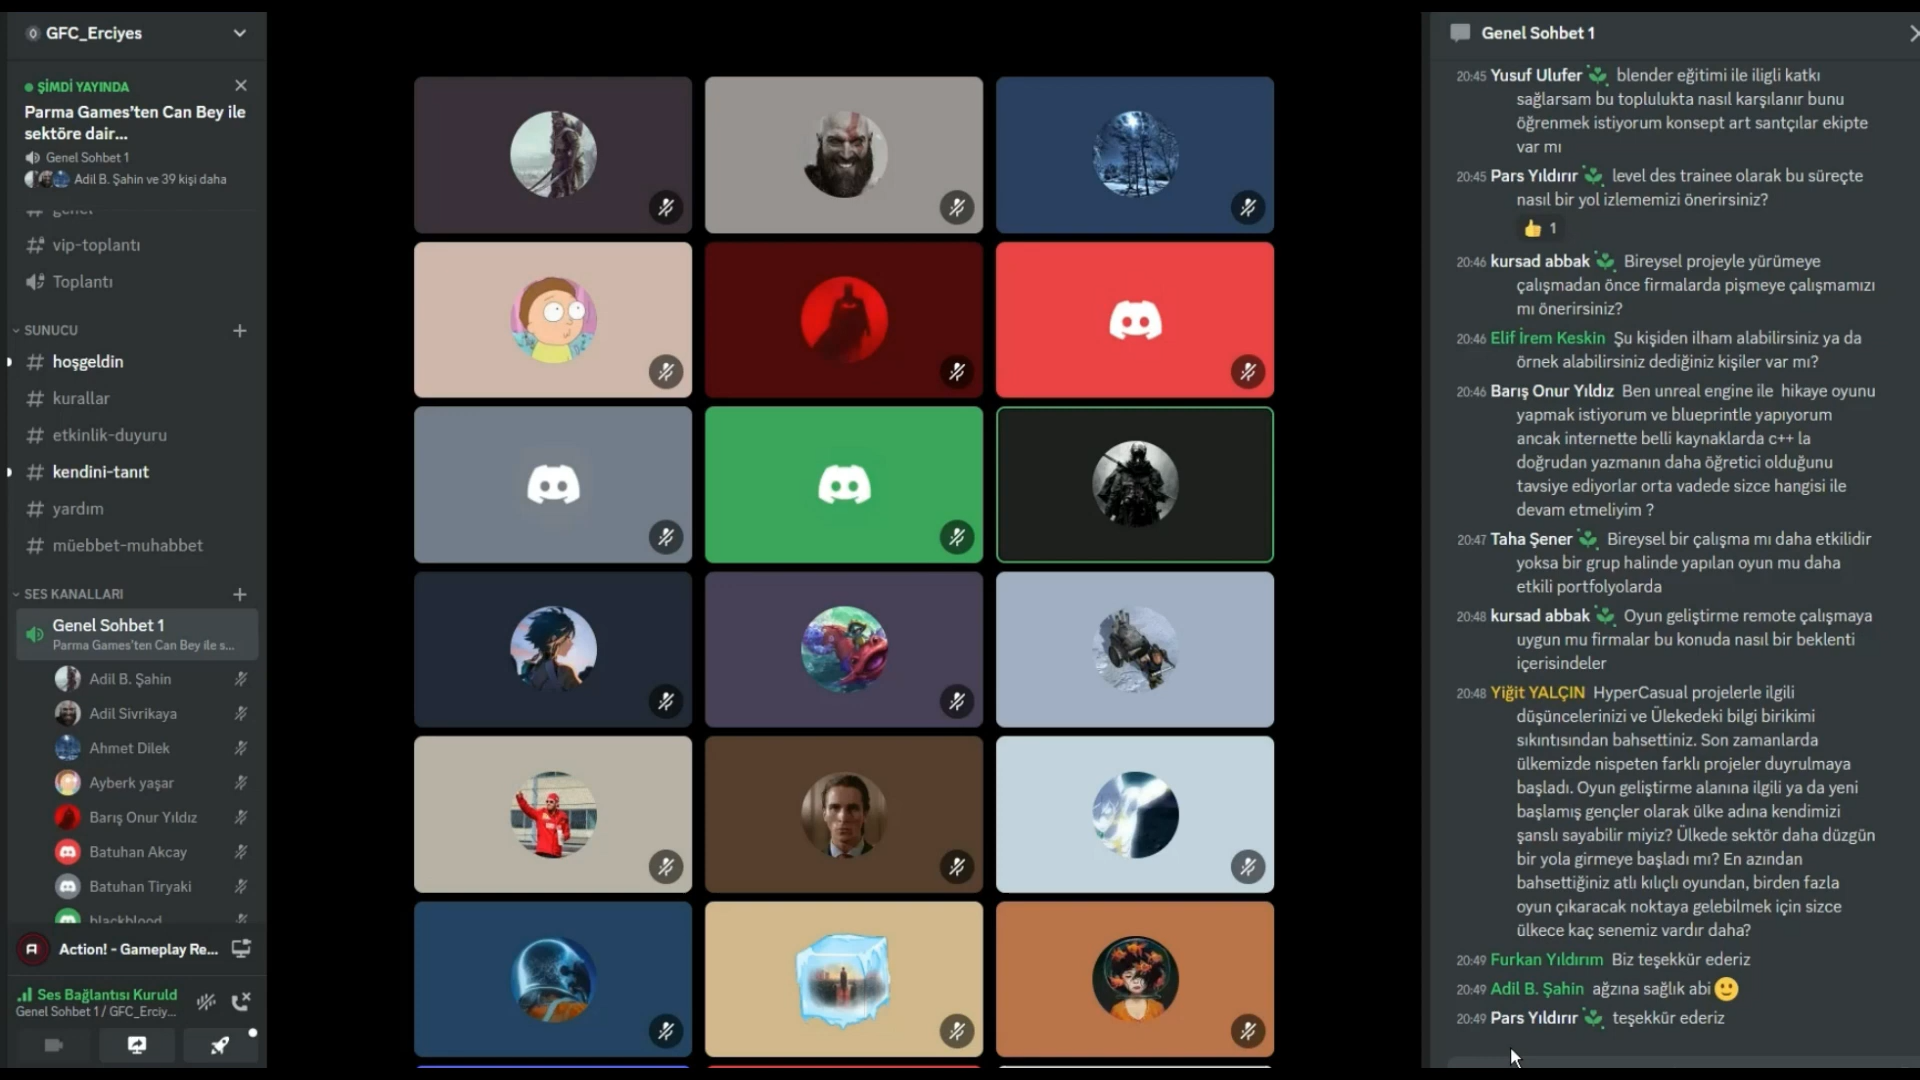 GFC_Erciyes
ŞİMDİ YAYINDA
Parma Games'ten Can Bey ile
sektöre dair...
Genel Sohbet 1
Adil B. Şahin ve 39 kişi daha
genel
vip-toplantı
Toplantı
SUNUCU
hoşgeldin
kurallar
etkinlik-duyuru
kendini-tanıt
yardım
müebbet-muhabbet
SES KANALLARI
Genel Sohbet 1
Parma Games'ten Can Bey ile s...
Adil B. Şahin
Adil Sivrikaya
Ahmet Dilek
Ayberk yaşar
Barış Onur Yıldız
Batuhan Akcay
Batuhan Tiryaki
blackblood
Action! - Gameplay Re...
Ses Bağlantısı Kuruld
Genel Sohbet 1 / GFC_Erciy...
Genel Sohbet 1
20:45 Yusuf Ulufer blender eğitimi ile iligli katkı
sağlarsam bu toplulukta nasıl karşılanır bunu
öğrenmek istiyorum konsept art santçılar ekipte
var mı
20:45 Pars Yıldırır level des trainee olarak bu süreçte
nasıl bir yol izlememizi önerirsiniz?
👍 1
20:46 kursad abbak Bireysel projeyle yürümeye
çalışmadan önce firmalarda pişmeye çalışmamızı
mı önerirsiniz?
20:46 Elif İrem Keskin Şu kişiden ilham alabilirsiniz ya da
örnek alabilirsiniz dediğiniz kişiler var mı?
20:46 Barış Onur Yıldız Ben unreal engine ile hikaye oyunu
yapmak istiyorum ve blueprintle yapıyorum
ancak internette belli kaynaklarda c++ la
doğrudan yazmanın daha öğretici olduğunu
tavsiye ediyorlar orta vadede sizce hangisi ile
devam etmeliyim ?
20:47 Taha Şener Bireysel bir çalışma mı daha etkilidir
yoksa bir grup halinde yapılan oyun mu daha
etkili portfolyolarda
20:48 kursad abbak Oyun geliştirme remote çalışmaya
uygun mu firmalar bu konuda nasıl bir beklenti
içerisindeler
20:48 Yiğit YALÇIN HyperCasual projelerle ilgili
düşüncelerinizi ve Ülekedeki bilgi birikimi
sıkıntısından bahsettiniz. Son zamanlarda
ülkemizde nispeten farklı projeler duyrulmaya
başladı. Oyun geliştirme alanına ilgili ya da yeni
başlamış gençler olarak ülke adına kendimizi
şanslı sayabilir miyiz? Ülkede sektör daha düzgün
bir yola girmeye başladı mı? En azından
bahsettiğiniz atlı kılıçlı oyundan, birden fazla
oyun çıkaracak noktaya gelebilmek için sizce
ülkece kaç senemiz vardır daha?
20:49 Furkan Yıldırım Biz teşekkür ederiz
20:49 Adil B. Şahin ağzına sağlık abi 🙂
20:49 Pars Yıldırır teşekkür ederiz